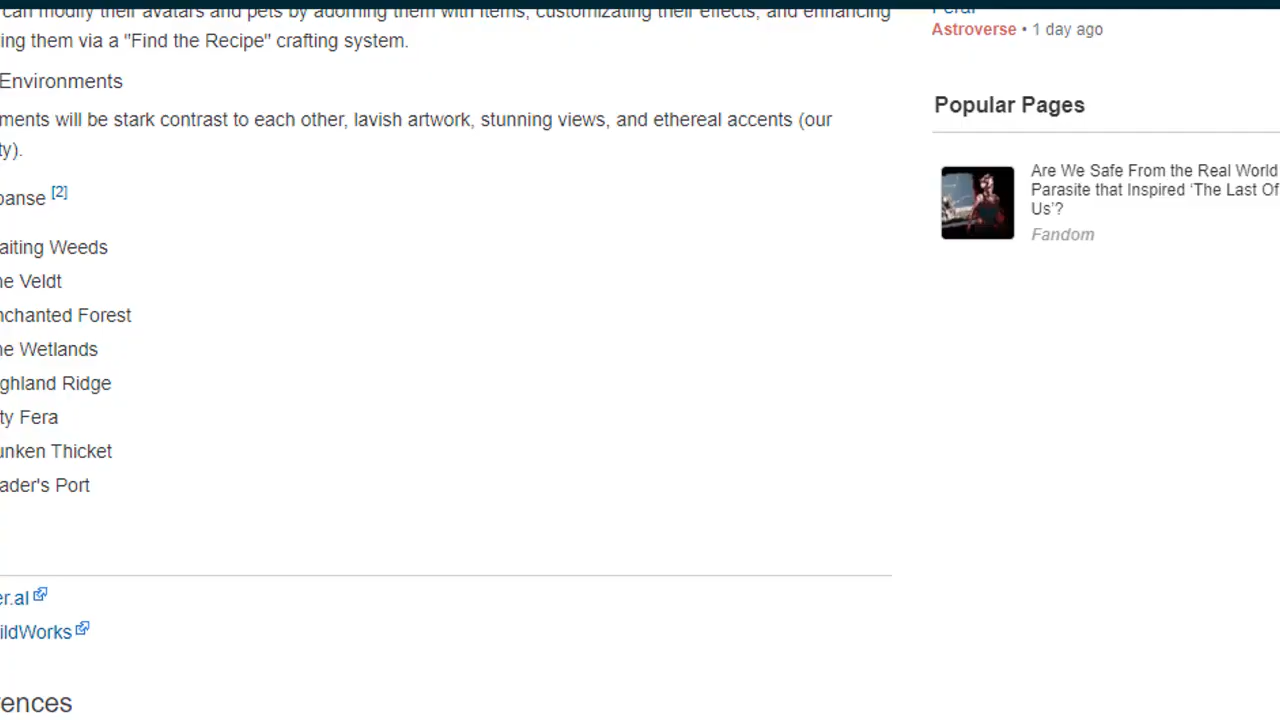 can modify their avatars and pets by adorning them with items, customizating their effects, and enhancing
ing them via a "Find the Recipe" crafting system.
Environments
ments will be stark contrast to each other, lavish artwork, stunning views, and ethereal accents (our
ty).
panse [2]
aiting Weeds
he Veldt
nchanted Forest
he Wetlands
ghland Ridge
ty Fera
unken Thicket
ader's Port
er.al
ildWorks
rences
Feral
Astroverse • 1 day ago
Popular Pages
Are We Safe From the Real World
Parasite that Inspired ‘The Last Of
Us’?
Fandom